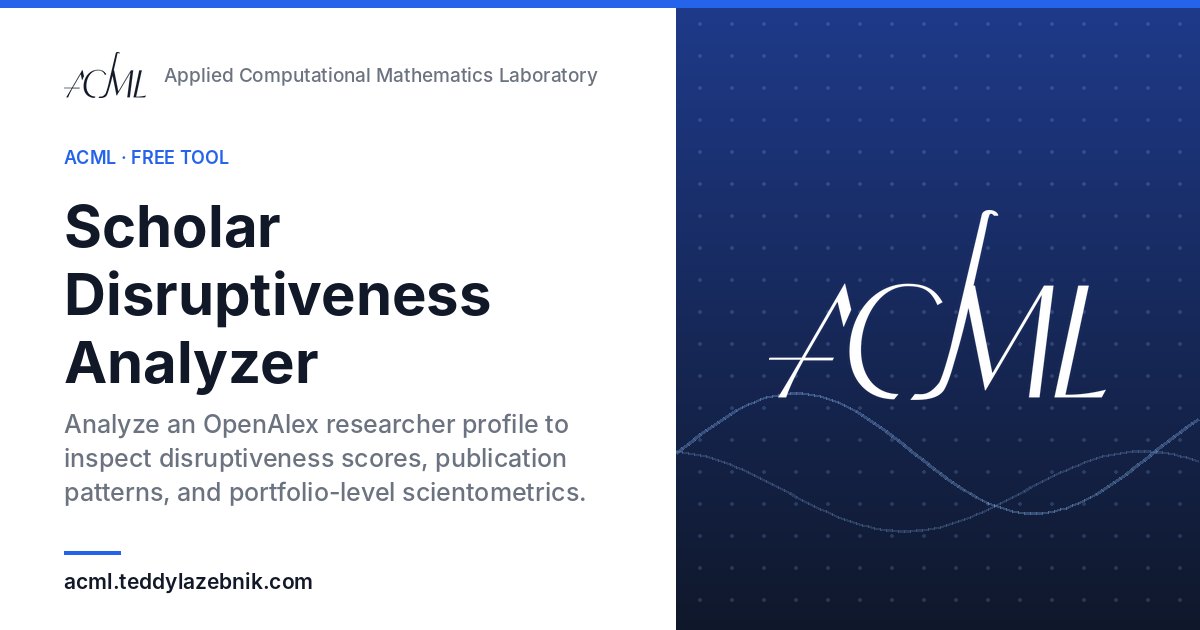 ACML Applied Computational Mathematics Laboratory
ACML · FREE TOOL
Scholar
Disruptiveness
Analyzer
Analyze an OpenAlex researcher profile to
inspect disruptiveness scores, publication
patterns, and portfolio-level scientometrics.
acml.teddylazebnik.com
ACML